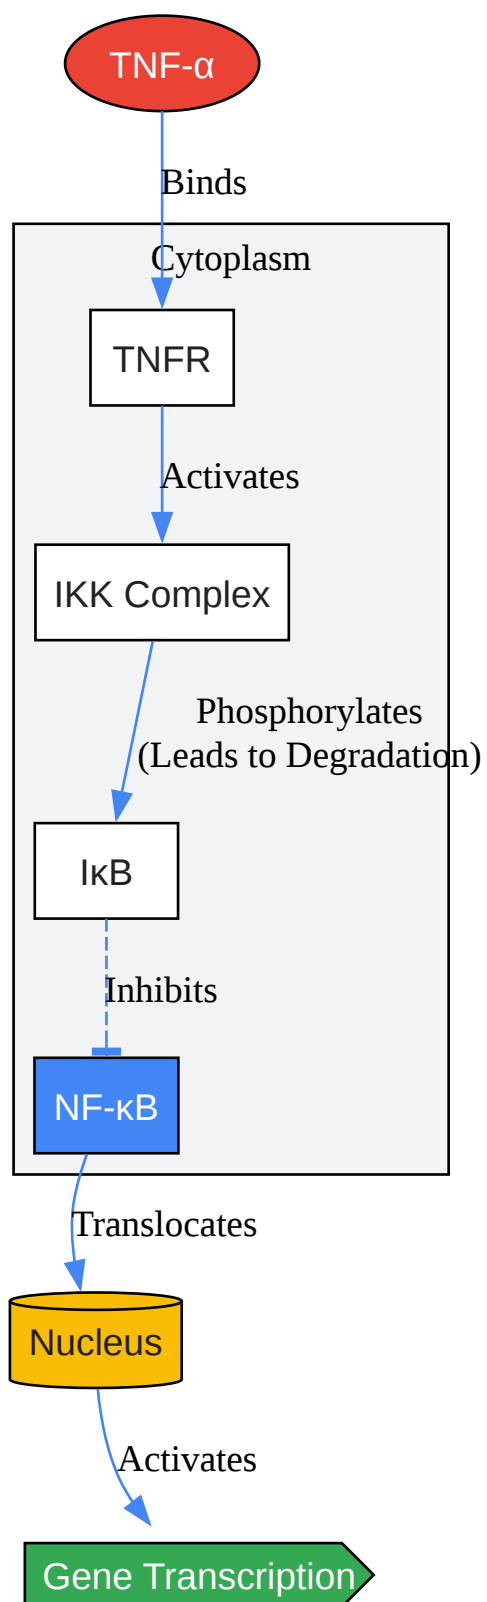 TNF-α
Binds
Cytoplasm
TNFR
Activates
IKK Complex
Phosphorylates
(Leads to Degradation)
IκB
Inhibits
NF-κB
Translocates
Nucleus
Activates
Gene Transcription